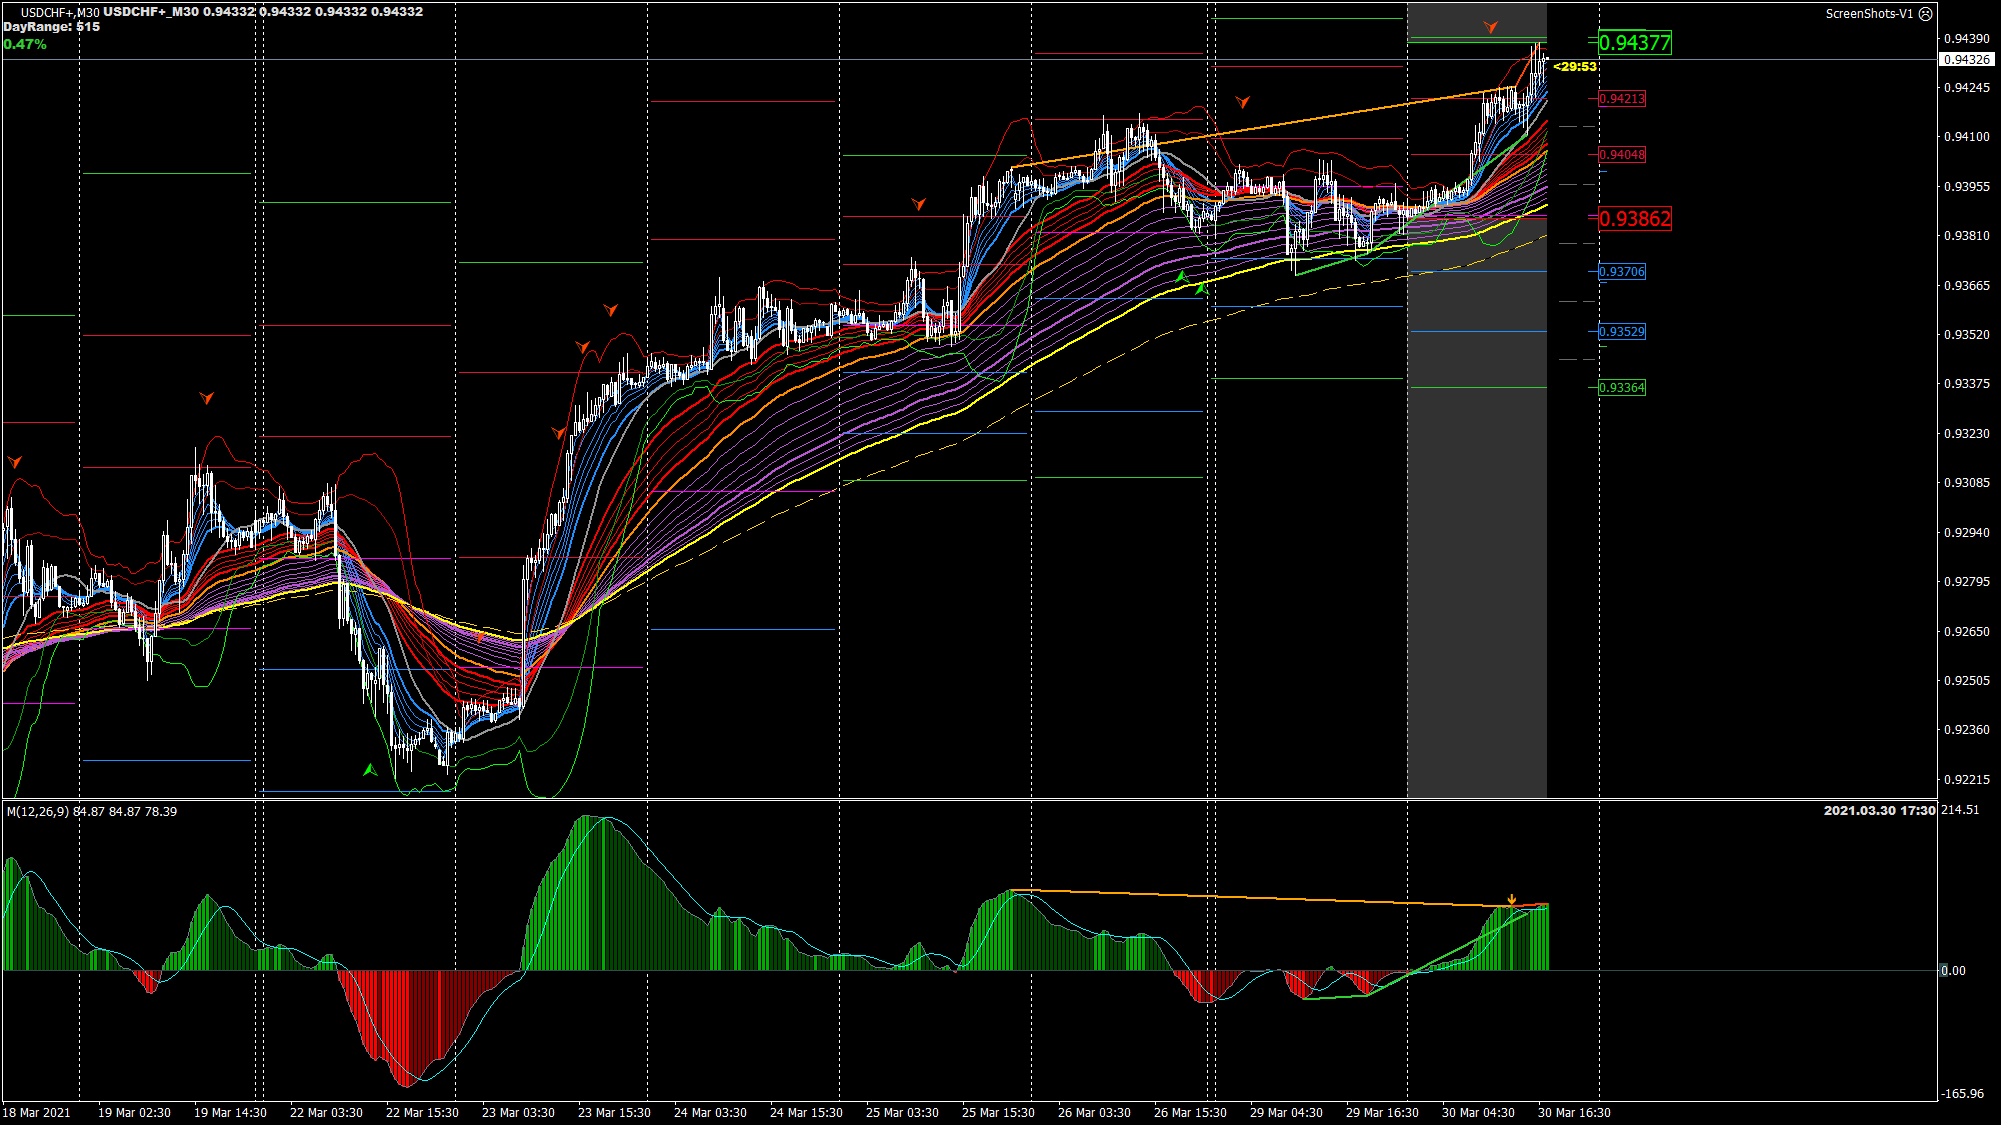 USDCHF+,M30 USDCHF+_M30 0.94332 0.94332 0.94332 0.94332
DayRange: 515
0.47%
ScreenShots-V1
0.94377
<29:53
0.94213
0.94048
0.93862
0.93706
0.93529
0.93364
0.94390
0.94326
0.94245
0.94100
0.93955
0.93810
0.93665
0.93520
0.93375
0.93230
0.93085
0.92940
0.92795
0.92650
0.92505
0.92360
0.92215
M(12,26,9) 84.87 84.87 78.39
2021.03.30 17:30
214.51
0.00
-165.96
18 Mar 2021
19 Mar 02:30
19 Mar 14:30
22 Mar 03:30
22 Mar 15:30
23 Mar 03:30
23 Mar 15:30
24 Mar 03:30
24 Mar 15:30
25 Mar 03:30
25 Mar 15:30
26 Mar 03:30
26 Mar 15:30
29 Mar 04:30
29 Mar 16:30
30 Mar 04:30
30 Mar 16:30